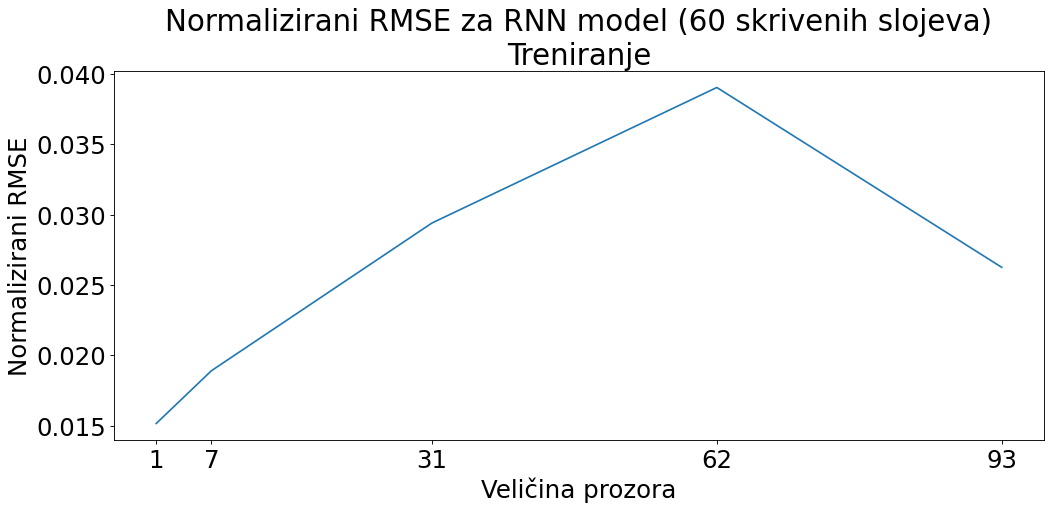 Normalizirani RMSE za RNN model (60 skrivenih slojeva)
Treniranje
Normalizirani RMSE
0.040
0.035
0.030
0.025
0.020
0.015
1 7 31 62 93
Veličina prozora